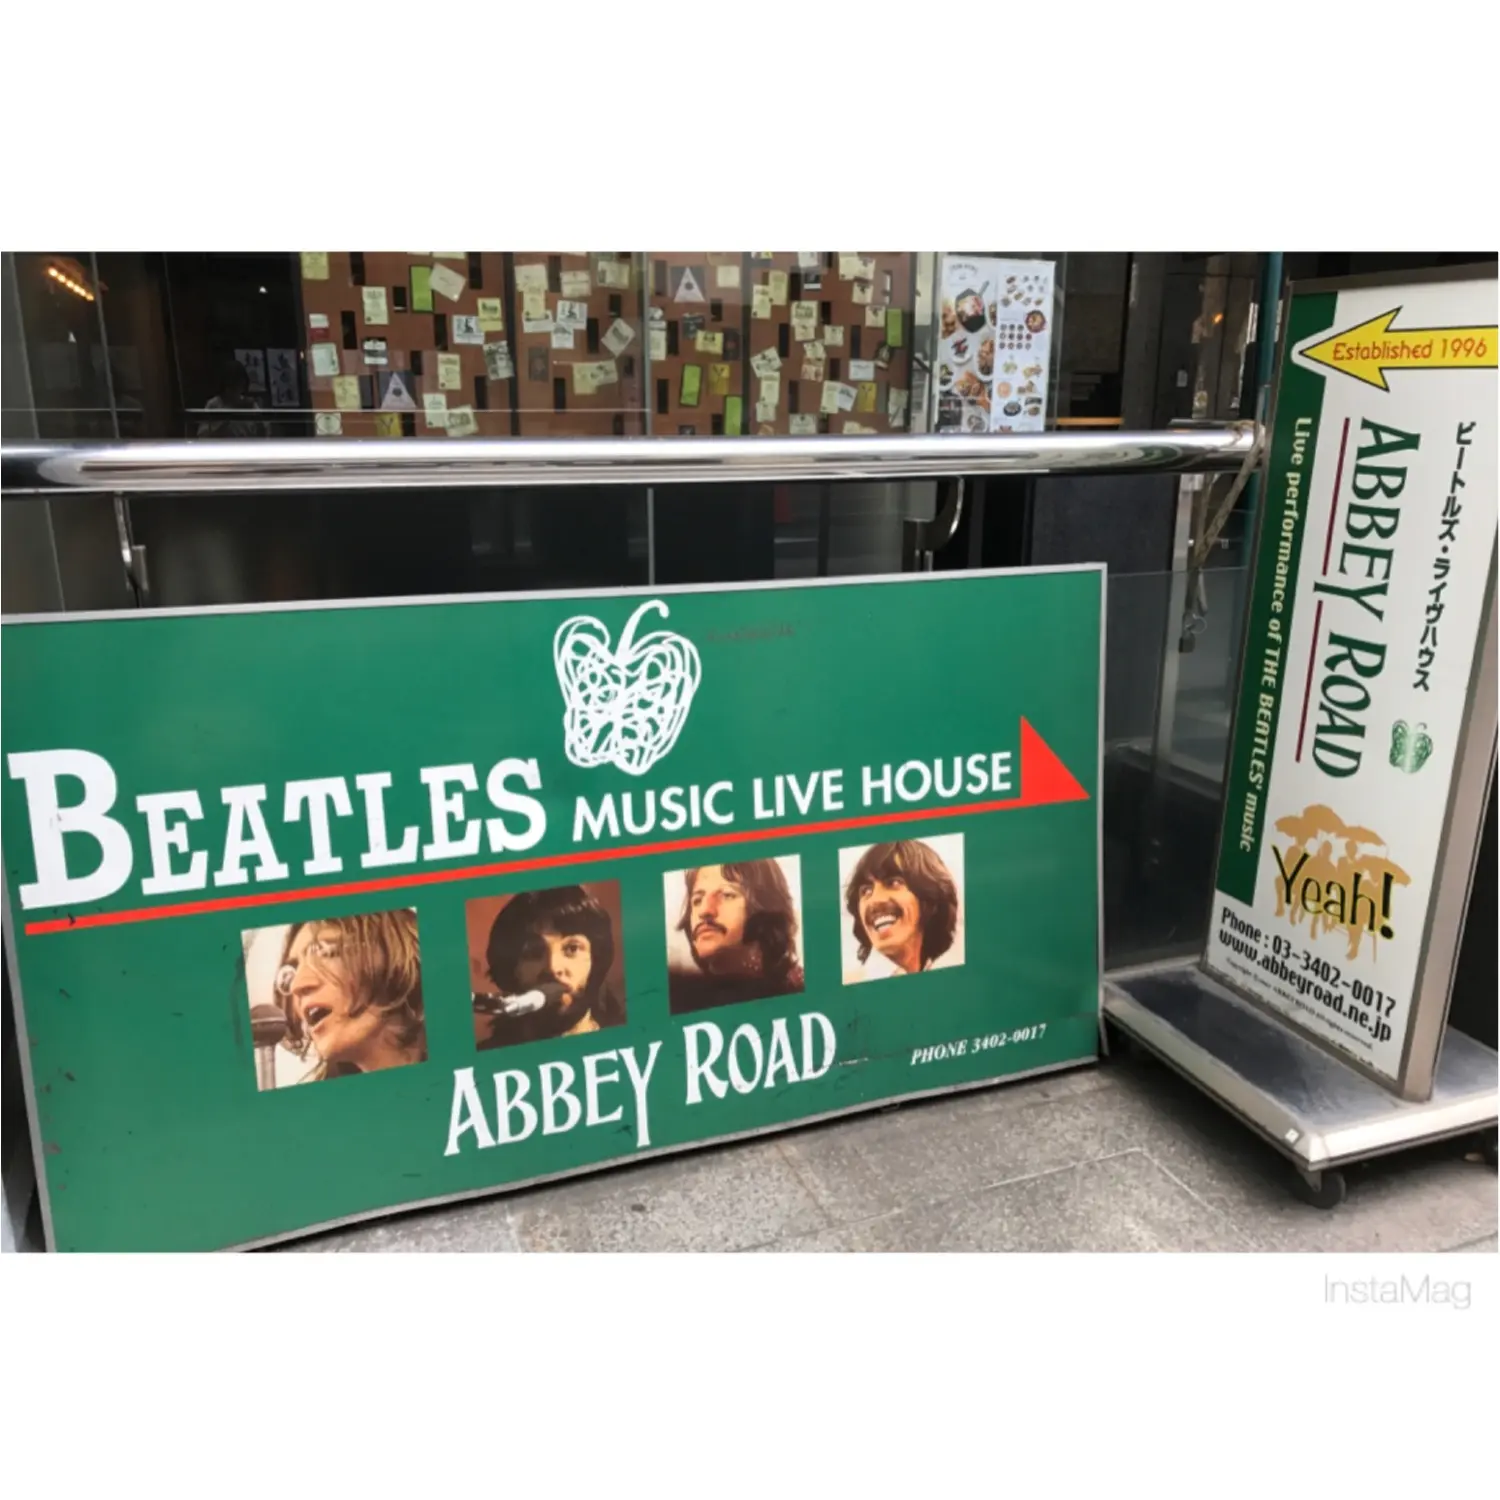 BEATLES MUSIC LIVE HOUSE
ABBEY ROAD
PHONE 3402-0017
Established 1996
ビートルズ・ライヴハウス
ABBEY ROAD
Live performance of THE BEATLES' music
Yeah!
Phone : 03-3402-0017
www.abbeyroad.ne.jp
InstaMag